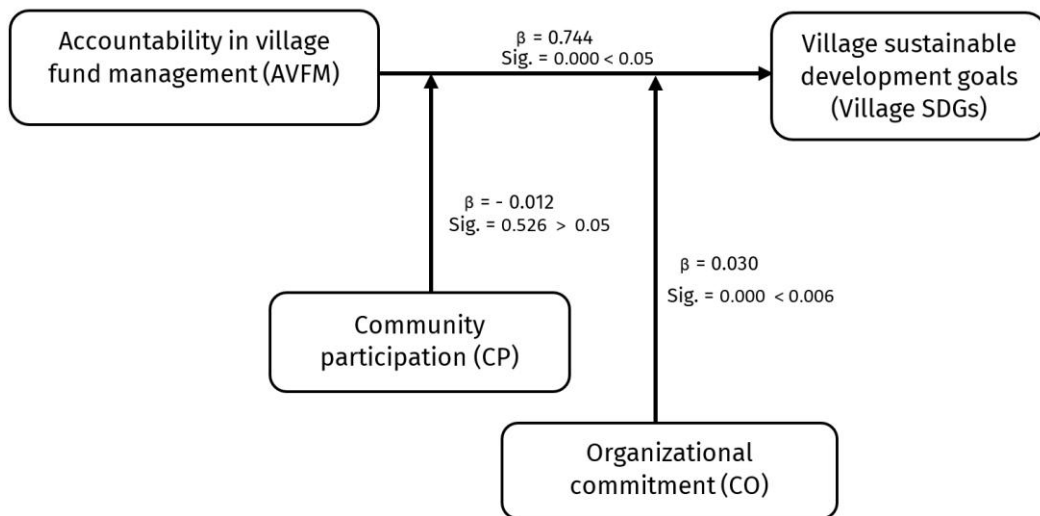 Accountability in village
fund management (AVFM)
β = 0.744
Sig. = 0.000 < 0.05
Village sustainable
development goals
(Village SDGs)
β = - 0.012
Sig. = 0.526 > 0.05
β = 0.030
Sig. = 0.000 < 0.006
Community
participation (CP)
Organizational
commitment (CO)